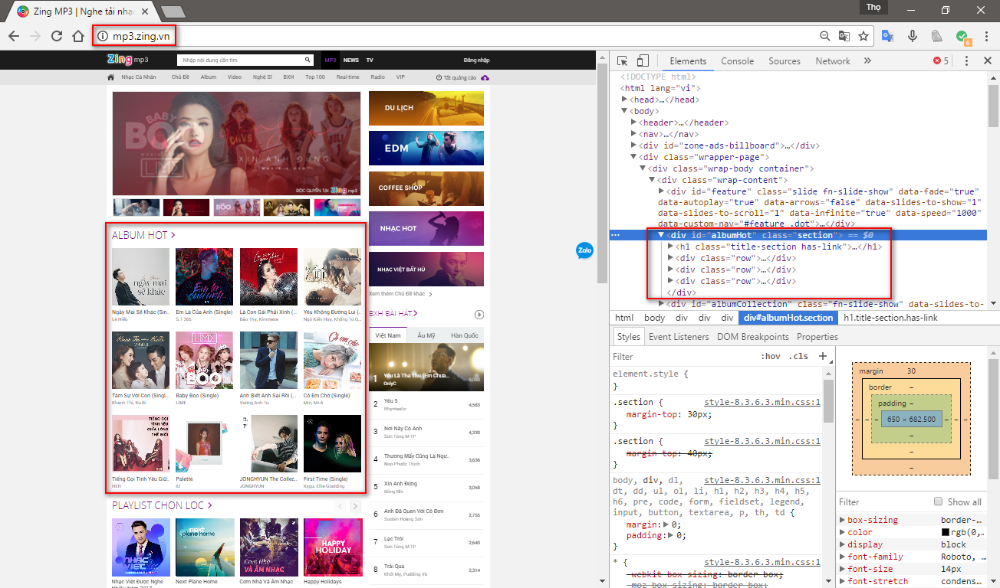 Zing MP3 | Nghe tải nhạc
Thọ
mp3.zing.vn
6
Zing mp3
Nhập nội dung cần tìm
MP3 NEWS TV
Đăng nhập
Nhạc Cá Nhân Chủ Đề Album Video Nghệ Sĩ BXH Top 100 Real-time Radio VIP
Tắt quảng cáo
BABY
BOO
LIME
XIN ANH ĐỪNG
ĐỘC QUYỀN TẠI Zing mp3
DU LỊCH
EDM
COFFEE SHOP
NHẠC HOT
NHẠC VIỆT BẤT HỦ
Xem thêm Chủ Đề khác >
Zalo
ALBUM HOT >
ngày mai
sẽ khác
Ngày Mai Sẽ Khác (Sin...
Lê Hiếu
Em Là Của Anh (Single)
S.T 365
Là Con Gái Phải Xinh (...
Bảo Thy, Kimmese
Yêu Không Đường Lui (...
Ngô Kiến Huy, Khổng Tú Q...
Tâm Sự Với Con (Singl...
Khánh Thi, Ku Bi
LIME
BABY
BOO
Baby Boo (Single)
LIME
Anh Biết Anh Sai Rồi (...
Vương Anh Tú
Có em chờ
Có Em Chờ (Single)
Min, Mr.A
TIẾNG GỌI
TÌNH YÊU
GIỮA LÒNG
THẾ GIỚI
Tiếng Gọi Tình Yêu Giữ...
Palette
IU
JONGHYUN The Collec...
JONGHYUN
First Time (Single)
Kygo, Ellie Goulding
BXH BÀI HÁT >
Việt Nam Âu Mỹ Hàn Quốc
1 Yêu Là Tha Thu (Em Chưa...
OnlyC
9,050
2 Yêu 5
Rhymastic
4,583
3 Nơi Này Có Anh
Sơn Tùng M-TP
4,330
4 Thương Mấy Cũng Là Ngư...
Noo Phước Thịnh
3,636
5 Xin Anh Đừng
Đông Nhi
3,058
6 Anh Đã Quen Với Cô Đơn
Soobin Hoàng Sơn
2,755
7 Lạc Trôi
Sơn Tùng M-TP
2,640
8 Trải Qua
Khởi My, Pudding Vũ
2,314
PLAYLIST CHỌN LỌC >
NHẠC
VIỆT
Nhạc Việt Được Nghe
next
plane home
Next Plane Home
Cơm Nhà
VÀ ÂM NHẠC
Cơm Nhà Và Âm Nhạc
HAPPY
HOLIDAY
Happy Holidays
Elements Console Sources Network » 5
<!DOCTYPE html>
<html lang="vi">
<head>…</head>
<body>
<header>…</header>
<nav>…</nav>
<div id="zone-ads-billboard">…</div>
<div class="wrapper-page">
<div class="wrap-body container">
<div class="wrap-content">
<div id="feature" class="slide fn-slide-show" data-fade="true"
data-autoplay="true" data-arrows="false" data-slides-to-show="1"
data-slides-to-scroll="1" data-infinite="true" data-speed="1000"
data-custom-nav="#feature .dot">…</div>
<div id="albumHot" class="section"> == $0
<h1 class="title-section has-link">…</h1>
<div class="row">…</div>
<div class="row">…</div>
<div class="row">…</div>
</div>
<div id="albumCollection" class="fn-slide-show" data-slides-to-
html body div div div div#albumHot.section h1.title-section.has-link
Styles Event Listeners DOM Breakpoints Properties
Filter :hov .cls +
element.style {
}
.section { style-8.3.6.3.min.css:1
margin-top: 30px;
}
.section { style-8.3.6.3.min.css:1
margin-top: 40px;
}
body, div, dl, style-8.3.6.3.min.css:1
dt, dd, ul, ol, li, h1, h2, h3, h4, h5,
h6, pre, code, form, fieldset, legend,
input, button, textarea, p, th, td {
margin: 0;
padding: 0;
}
* { style-8.3.6.3.min.css:1
-webkit-box-sizing: border-box;
-moz-box-sizing: border-box;
margin 30
border –
padding –
– – – 650 × 682.500 – – –
–
–
–
Filter Show all
box-sizing border-…
color rgb(0,…
display block
font-family Roboto, …
font-size 14px
font-stretch condens…